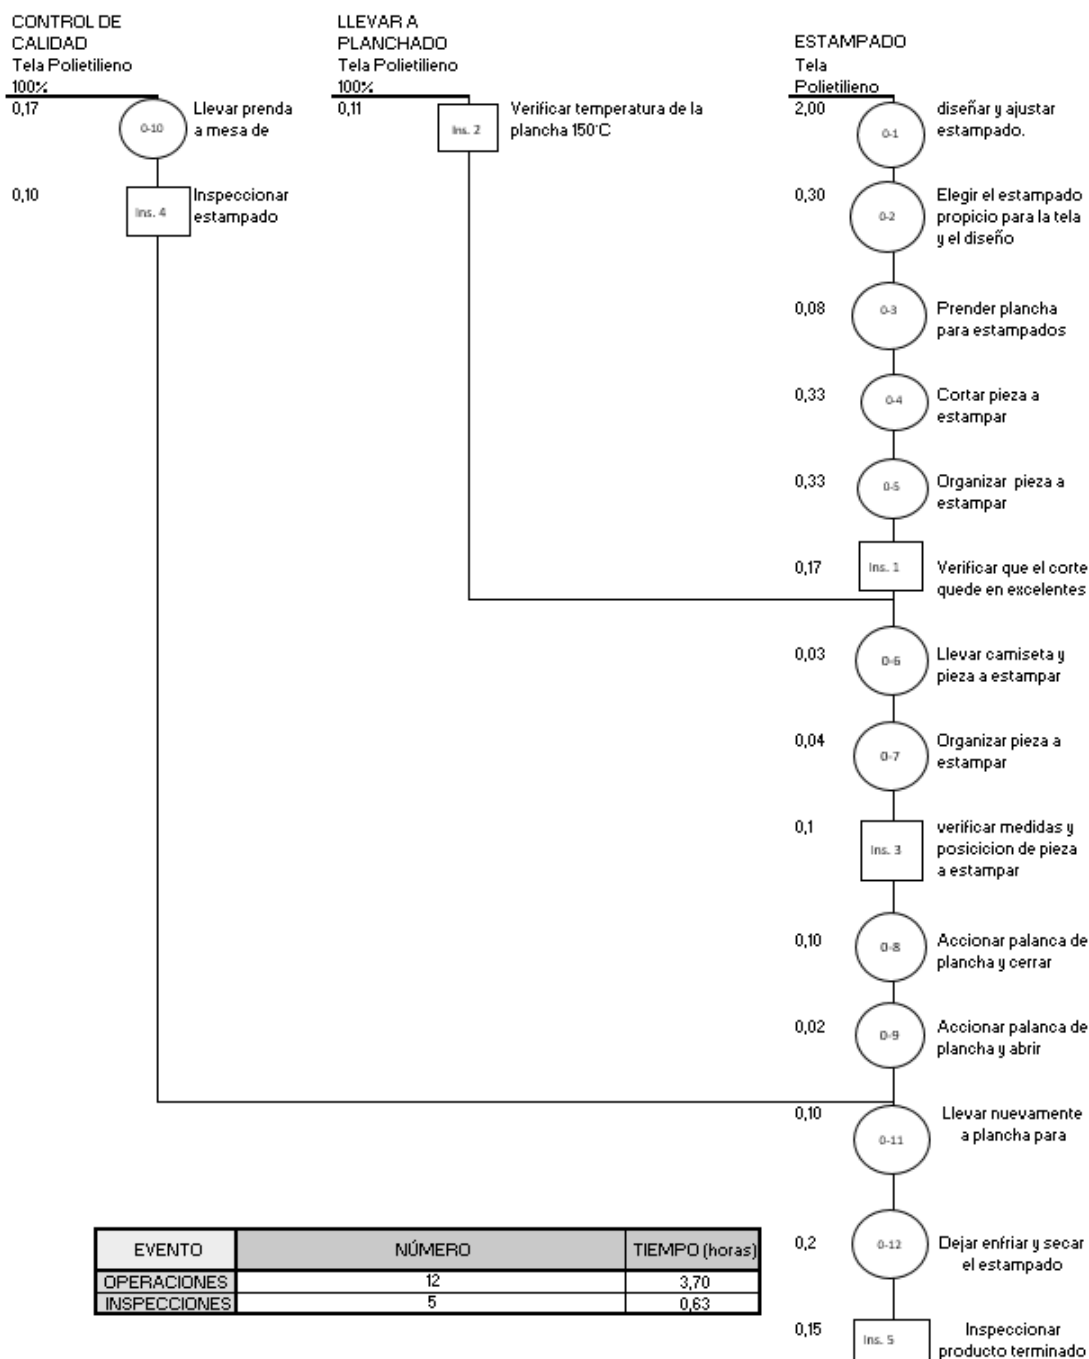 CONTROL DE
CALIDAD
Tela Polietilieno
100%
0,17
0-10
Llevar prenda
a mesa de
0,10
Ins. 4
Inspeccionar
estampado
LLEVAR A
PLANCHADO
Tela Polietilieno
100%
0,11
Ins. 2
Verificar temperatura de la
plancha 150°C
ESTAMPADO
Tela
Polietilieno
2,00
0-1
diseñar y ajustar
estampado.
0,30
0-2
Elegir el estampado
propicio para la tela
y el diseño
0,08
0-3
Prender plancha
para estampados
0,33
0-4
Cortar pieza a
estampar
0,33
0-5
Organizar pieza a
estampar
0,17
Ins. 1
Verificar que el corte
quede en excelentes
0,03
0-6
Llevar camiseta y
pieza a estampar
0,04
0-7
Organizar pieza a
estampar
0,1
Ins. 3
verificar medidas y
posicicion de pieza
a estampar
0,10
0-8
Accionar palanca de
plancha y cerrar
0,02
0-9
Accionar palanca de
plancha y abrir
0,10
0-11
Llevar nuevamente
a plancha para
0,2
0-12
Dejar enfriar y secar
el estampado
0,15
Ins. 5
Inspeccionar
producto terminado
EVENTO NÚMERO TIEMPO (horas)
OPERACIONES 12 3,70
INSPECCIONES 5 0,63